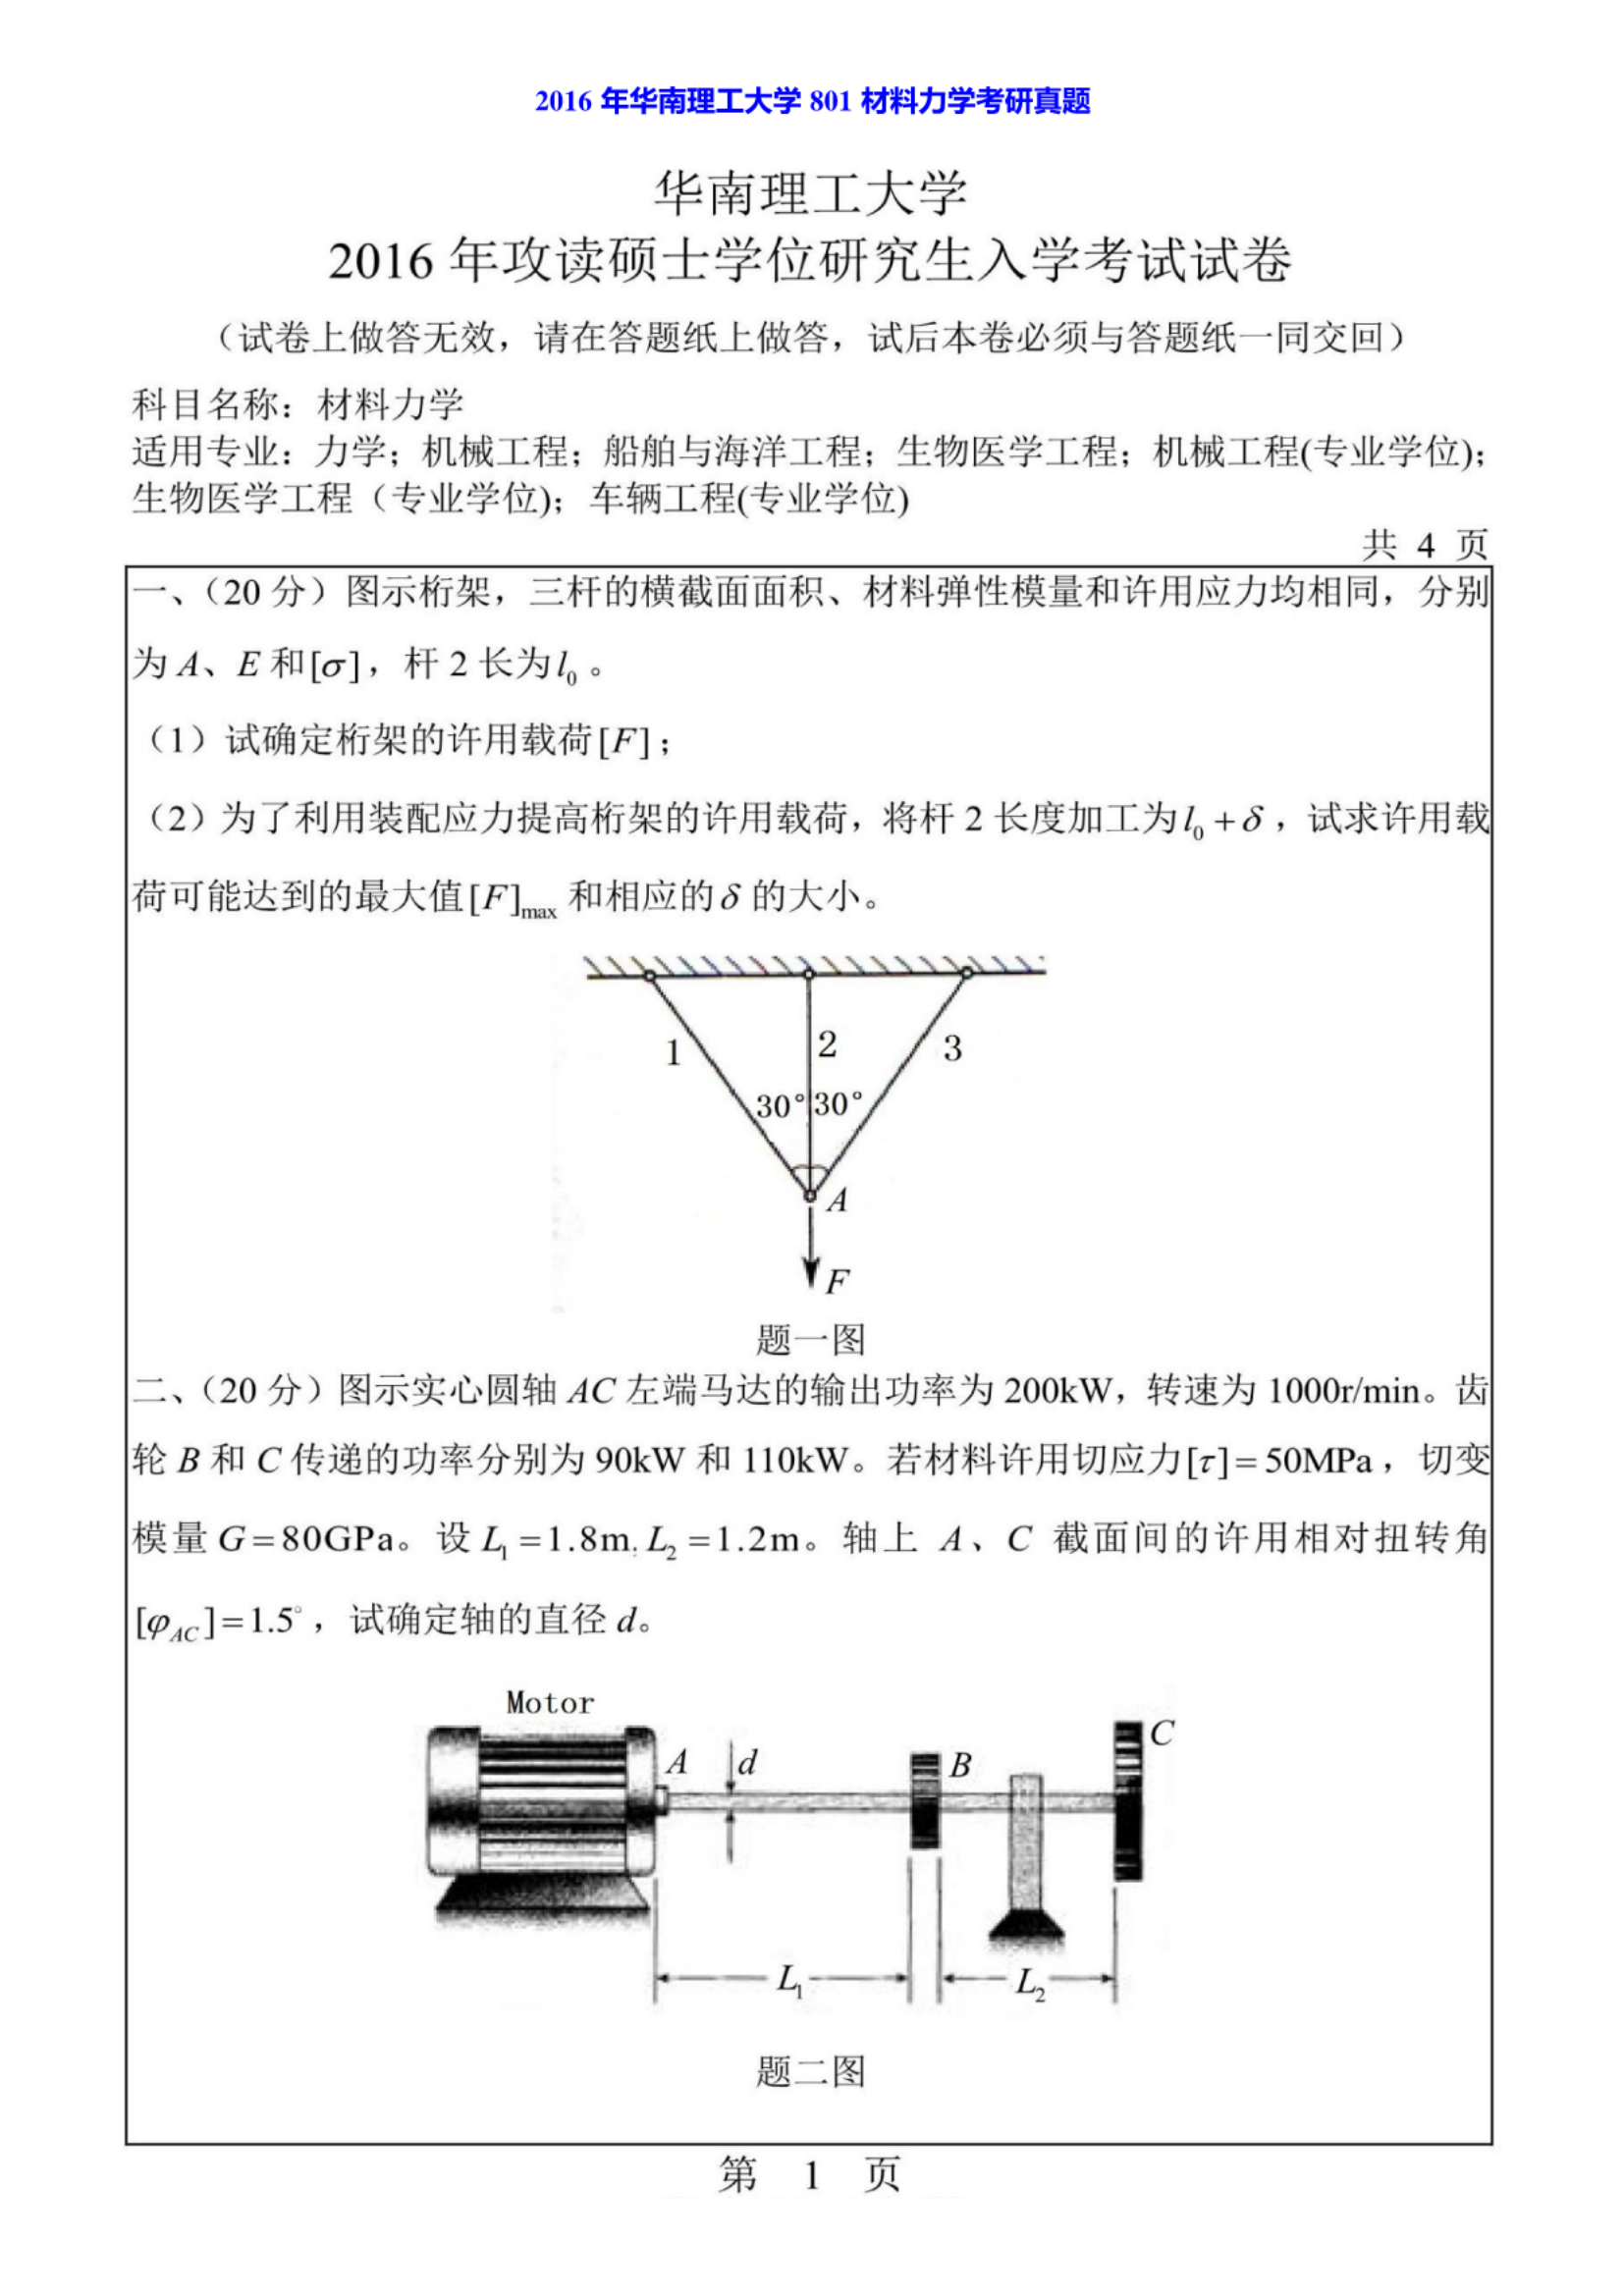 2016 年华南理工大学 801 材料力学考研真题
华南理工大学
2016 年攻读硕士学位研究生入学考试试卷
（试卷上做答无效，请在答题纸上做答，试后本卷必须与答题纸一同交回）
科目名称：材料力学
适用专业：力学；机械工程；船舶与海洋工程；生物医学工程；机械工程(专业学位)；
生物医学工程（专业学位)；车辆工程(专业学位)
共 4 页
一、（20 分）图示桁架，三杆的横截面面积、材料弹性模量和许用应力均相同，分别
为 A、E 和[σ]，杆 2 长为l₀。
（1）试确定桁架的许用载荷[F]；
（2）为了利用装配应力提高桁架的许用载荷，将杆 2 长度加工为l₀+δ，试求许用载
荷可能达到的最大值[F]max 和相应的δ的大小。
1
2
3
30°
30°
A
F
题一图
二、（20 分）图示实心圆轴 AC 左端马达的输出功率为 200kW，转速为 1000r/min。齿
轮 B 和 C 传递的功率分别为 90kW 和 110kW。若材料许用切应力[τ]=50MPa，切变
模量 G=80GPa。设 L₁=1.8m, L₂=1.2m。轴上 A、C 截面间的许用相对扭转角
[φAC]=1.5°，试确定轴的直径 d。
Motor
A
d
B
C
L₁
L₂
题二图
第 1 页